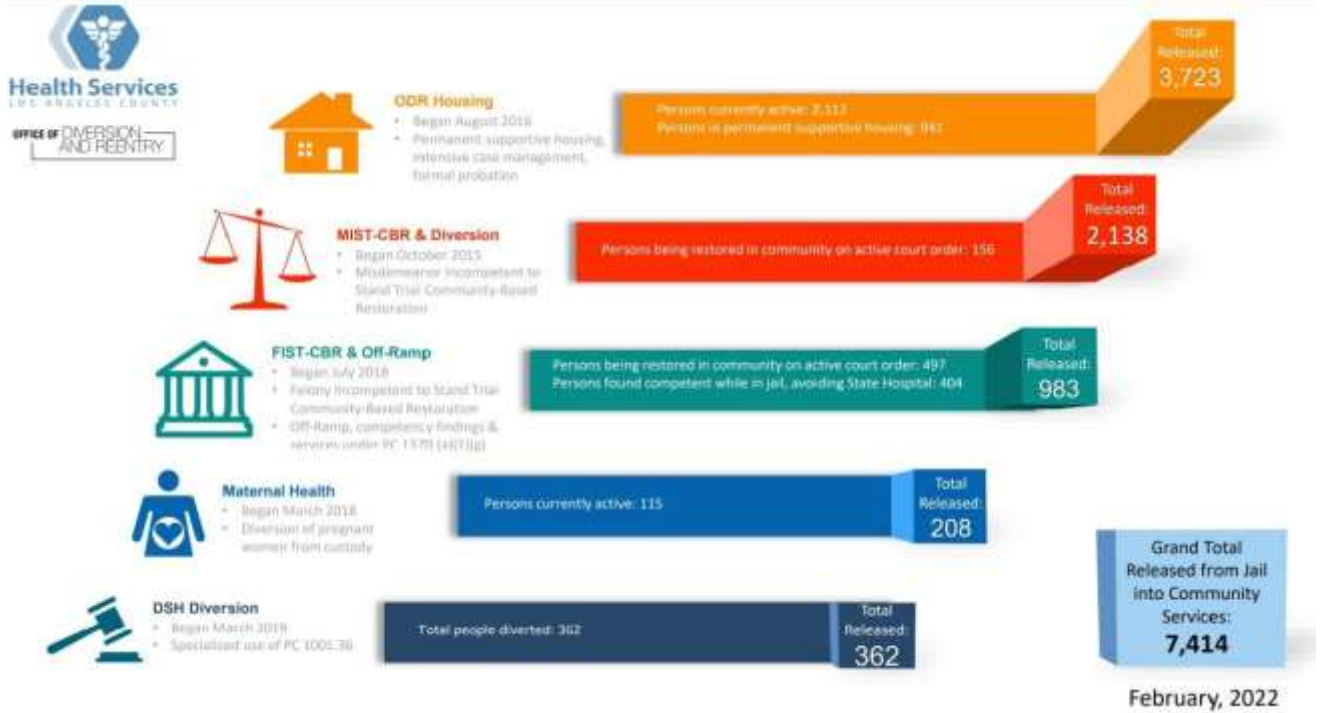 Health Services
LOS ANGELES COUNTY
OFFICE OF DIVERSION
AND REENTRY
ODR Housing
• Began August 2016
• Permanent supportive housing,
intensive case management,
formal probation
Persons currently active:
Persons in permanent supportive housing: 941
Total
Released:
3,723
MIST-CBR & Diversion
• Began October 2015
• Misdemeanor Incompetent to
Stand Trial Community-Based
Restoration
Persons being restored in community on active court order: 156
Total
Released:
2,138
FIST-CBR & Off-Ramp
• Began July 2018
• Felony Incompetent to Stand Trial
Community-Based Restoration
• Off-Ramp, competency findings &
services under PC 1370
Persons being restored in community on active court order: 497
Persons found competent while in jail, avoiding State Hospital: 404
Total
Released:
983
Maternal Health
• Began March 2018
• Diversion of pregnant
women from custody
Persons currently active: 115
Total
Released:
208
DSH Diversion
• Began March 2019
• Specialized use of PC 1001.36
Total people diverted: 362
Total
Released:
362
Grand Total
Released from Jail
into Community
Services:
7,414
February, 2022